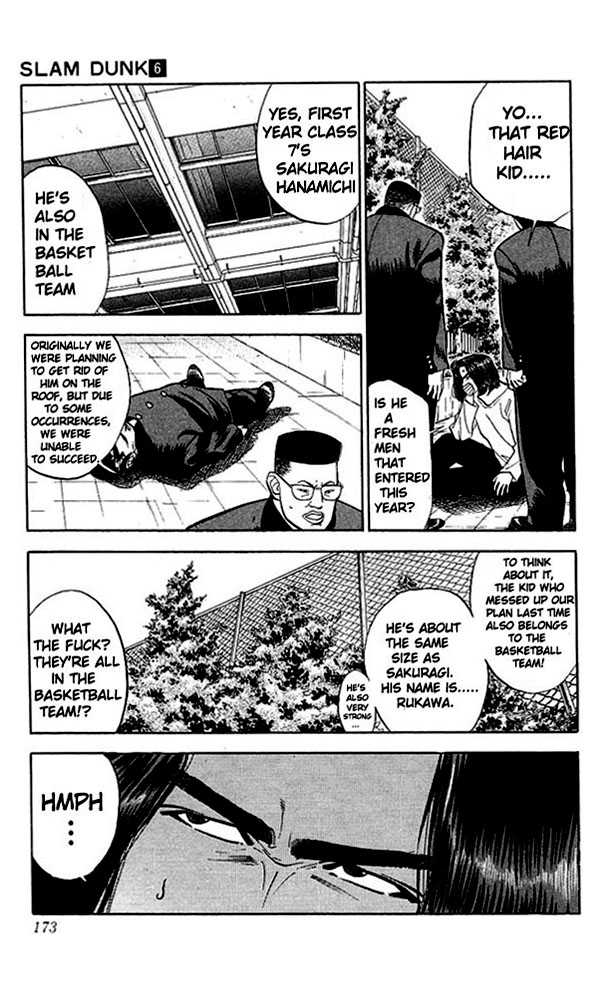 SLAM DUNK 6
YO...
THAT RED
HAIR
KID.....
IS HE
A
FRESH
MEN
THAT
ENTERED
THIS
YEAR?
YES, FIRST
YEAR CLASS
7'S
SAKURAGI
HANAMICHI
HE'S
ALSO
IN THE
BASKET
BALL
TEAM
ORIGINALLY WE
WERE PLANNING
TO GET RID OF
HIM ON THE
ROOF, BUT DUE
TO SOME
OCCURRENCES,
WE WERE
UNABLE
TO SUCCEED.
TO THINK
ABOUT IT,
THE KID WHO
MESSED UP OUR
PLAN LAST TIME
ALSO BELONGS
TO THE
BASKETBALL
TEAM!
HE'S ABOUT
THE SAME
SIZE AS
SAKURAGI.
HIS NAME IS.....
RUKAWA.
HE'S
ALSO
VERY
STRONG
...
WHAT
THE FUCK?
THEY'RE ALL
IN THE
BASKETBALL
TEAM!?
HMPH
...
173